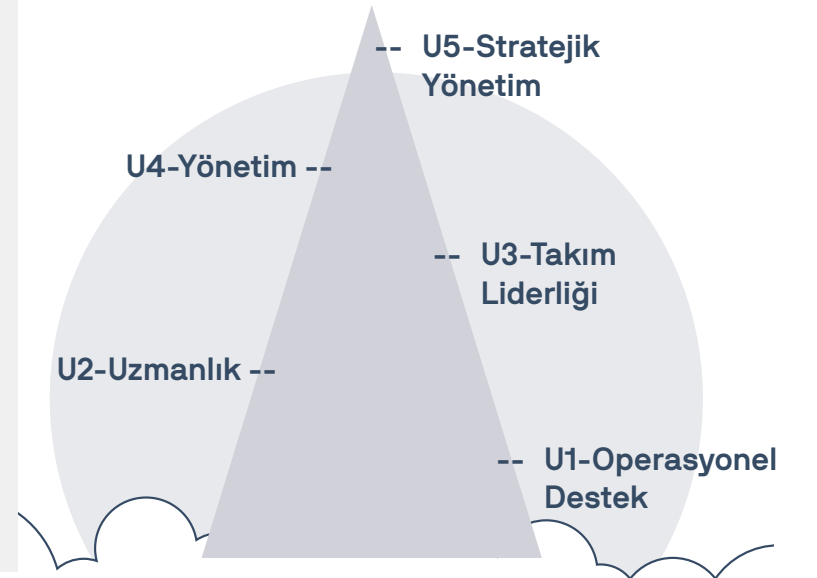 -- U5-Stratejik
Yönetim
U4-Yönetim --
-- U3-Takım
Liderliği
U2-Uzmanlık --
-- U1-Operasyonel
Destek